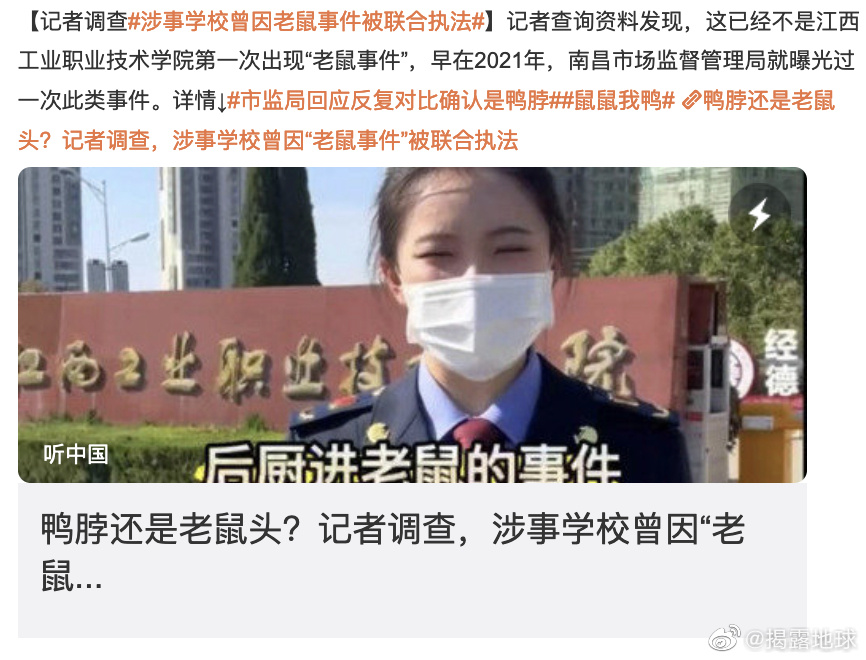 【记者调查#涉事学校曾因老鼠事件被联合执法#】记者查询资料发现，这已经不是江西
工业职业技术学院第一次出现“老鼠事件”，早在2021年，南昌市场监督管理局就曝光过
一次此类事件。详情↓#市监局回应反复对比确认是鸭脖##鼠鼠我鸭# 鸭脖还是老鼠
头？记者调查，涉事学校曾因“老鼠事件”被联合执法
江西工业职业技 院
经
德
听中国
后厨进老鼠的事件
鸭脖还是老鼠头？记者调查，涉事学校曾因“老
鼠...
@揭露地球